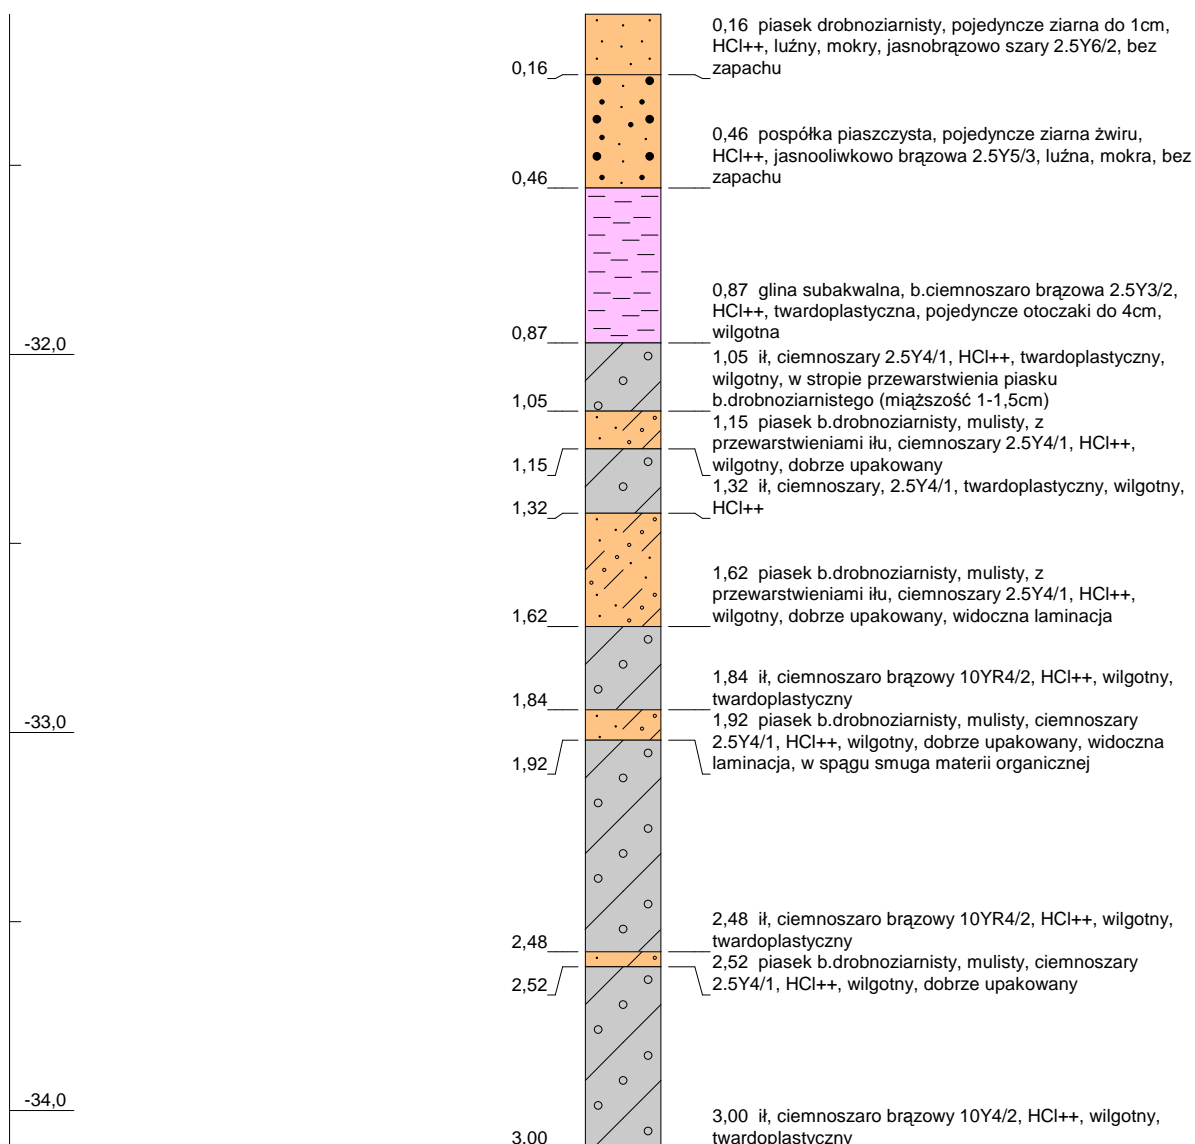 0,16 piasek drobnoziarnisty, pojedyncze ziarna do 1cm,
HCl++, luźny, mokry, jasnobrązowo szary 2.5Y6/2, bez
zapachu
0,16
0,46 pospółka piaszczysta, pojedyncze ziarna żwiru,
HCl++, jasnooliwkowo brązowa 2.5Y5/3, luźna, mokra, bez
zapachu
0,46
0,87 glina subakwalna, b.ciemnoszaro brązowa 2.5Y3/2,
HCl++, twardoplastyczna, pojedyncze otoczaki do 4cm,
wilgotna
0,87
-32,0
1,05 ił, ciemnoszary 2.5Y4/1, HCl++, twardoplastyczny,
wilgotny, w stropie przewarstwienia piasku
b.drobnoziarnistego (miąższość 1-1,5cm)
1,05
1,15 piasek b.drobnoziarnisty, mulisty, z
przewarstwieniami iłu, ciemnoszary 2.5Y4/1, HCl++,
wilgotny, dobrze upakowany
1,15
1,32 ił, ciemnoszary, 2.5Y4/1, twardoplastyczny, wilgotny,
HCl++
1,32
1,62 piasek b.drobnoziarnisty, mulisty, z
przewarstwieniami iłu, ciemnoszary 2.5Y4/1, HCl++,
wilgotny, dobrze upakowany, widoczna laminacja
1,62
1,84 ił, ciemnoszaro brązowy 10YR4/2, HCl++, wilgotny,
twardoplastyczny
1,84
-33,0
1,92 piasek b.drobnoziarnisty, mulisty, ciemnoszary
2.5Y4/1, HCl++, wilgotny, dobrze upakowany, widoczna
laminacja, w spągu smuga materii organicznej
1,92
2,48 ił, ciemnoszaro brązowy 10YR4/2, HCl++, wilgotny,
twardoplastyczny
2,48
2,52 piasek b.drobnoziarnisty, mulisty, ciemnoszary
2.5Y4/1, HCl++, wilgotny, dobrze upakowany
2,52
-34,0
3,00 ił, ciemnoszaro brązowy 10Y4/2, HCl++, wilgotny,
twardoplastyczny
3,00